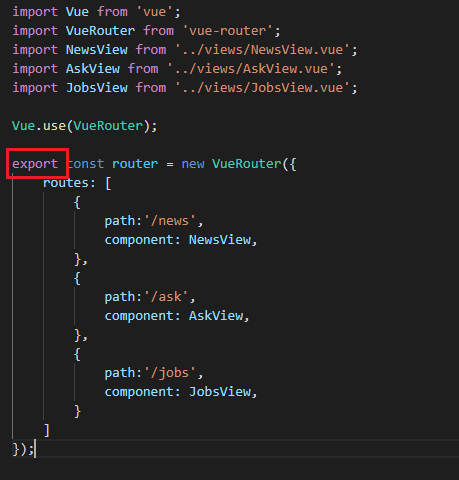 import Vue from 'vue';
import VueRouter from 'vue-router';
import NewsView from '../views/NewsView.vue';
import AskView from '../views/AskView.vue';
import JobsView from '../views/JobsView.vue';
Vue.use(VueRouter);
export const router = new VueRouter({
routes: [
{
path:'/news',
component: NewsView,
},
{
path:'/ask',
component: AskView,
},
{
path:'/jobs',
component: JobsView,
}
]
});